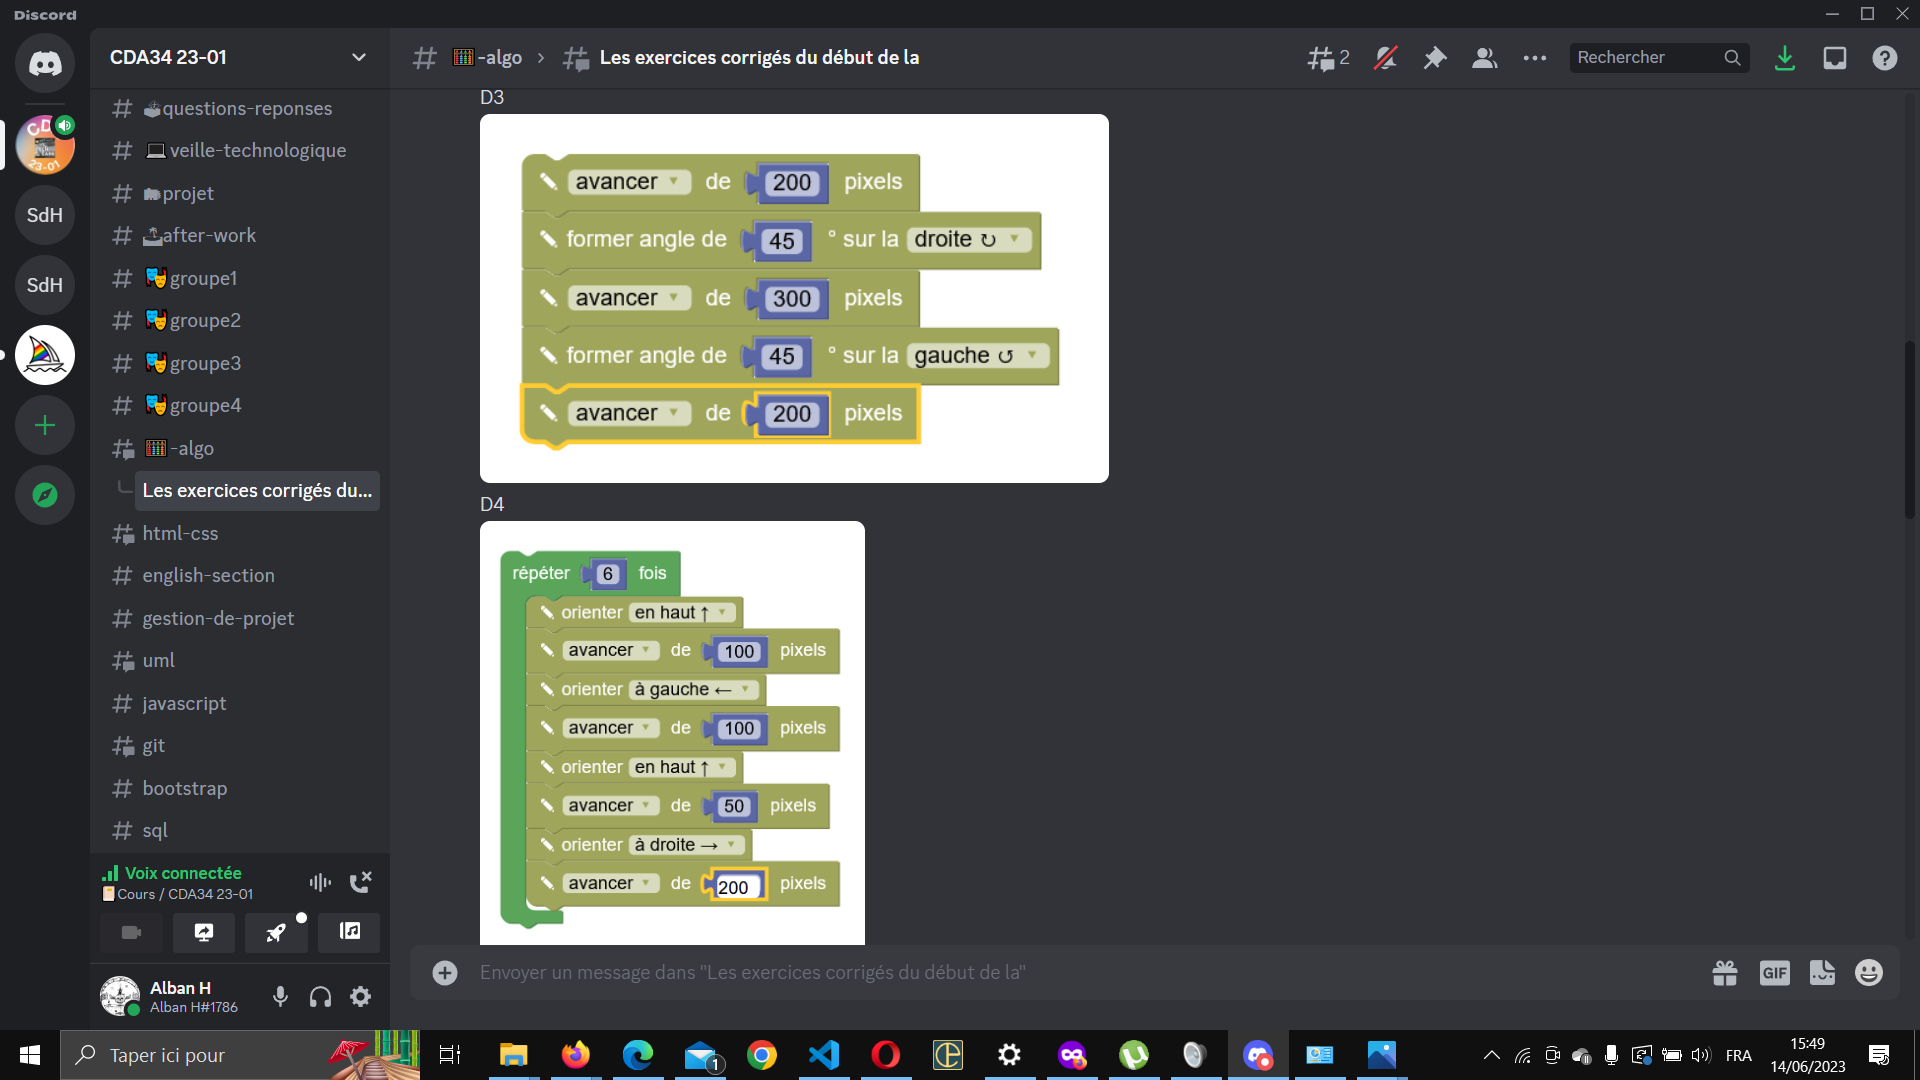 Discord
CDA34 23-01
-algo
Les exercices corrigés du début de la
2
Rechercher
questions-reponses
veille-technologique
projet
after-work
groupe1
groupe2
groupe3
groupe4
-algo
Les exercices corrigés du...
html-css
english-section
gestion-de-projet
uml
javascript
git
bootstrap
sql
CD
23-01
SdH
SdH
D3
avancer de 200 pixels
former angle de 45 ° sur la droite ↻
avancer de 300 pixels
former angle de 45 ° sur la gauche ↺
avancer de 200 pixels
D4
répéter 6 fois
orienter en haut ↑
avancer de 100 pixels
orienter à gauche ←
avancer de 100 pixels
orienter en haut ↑
avancer de 50 pixels
orienter à droite →
avancer de 200 pixels
Voix connectée
Cours / CDA34 23-01
Alban H
Alban H#1786
Envoyer un message dans "Les exercices corrigés du début de la"
GIF
Taper ici pour
1
FRA
15:49
14/06/2023